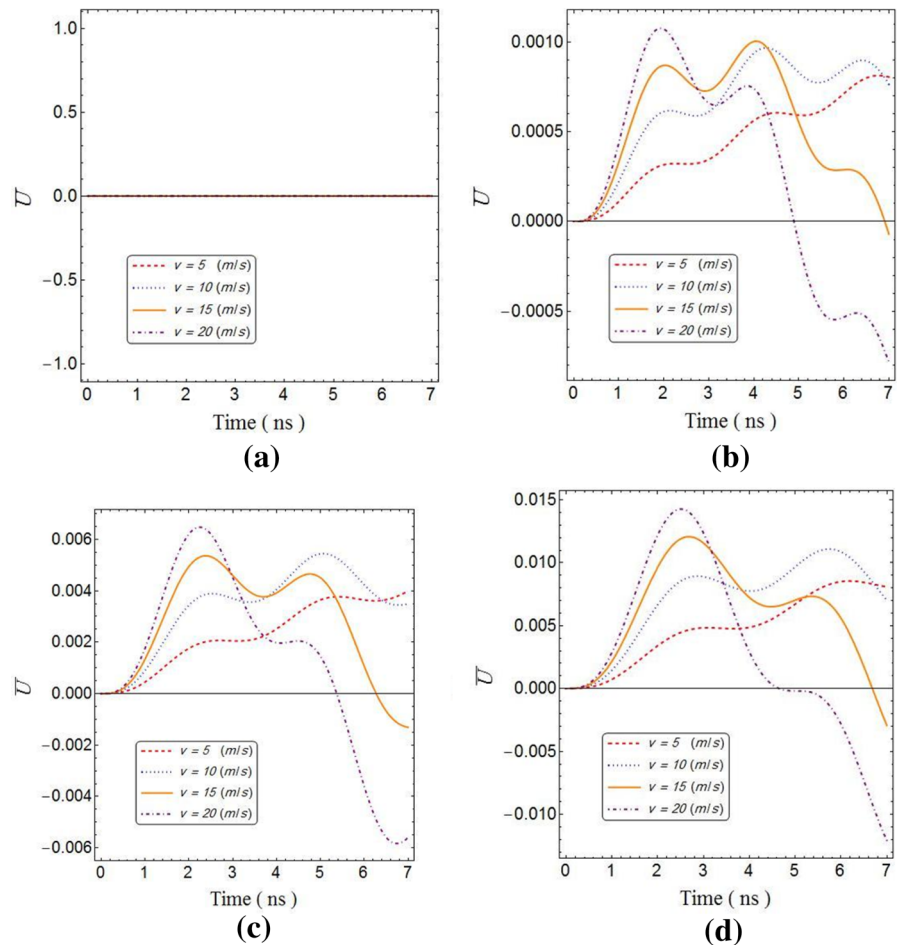 1.0
0.5
0.0
−0.5
−1.0
U
v = 5 (m/s)
v = 10 (m/s)
v = 15 (m/s)
v = 20 (m/s)
0 1 2 3 4 5 6 7
Time ( ns )
(a)
0.0010
0.0005
0.0000
−0.0005
U
v = 5 (m/s)
v = 10 (m/s)
v = 15 (m/s)
v = 20 (m/s)
0 1 2 3 4 5 6 7
Time ( ns )
(b)
0.006
0.004
0.002
0.000
−0.002
−0.004
−0.006
U
v = 5 (m/s)
v = 10 (m/s)
v = 15 (m/s)
v = 20 (m/s)
0 1 2 3 4 5 6 7
Time ( ns )
(c)
0.015
0.010
0.005
0.000
−0.005
−0.010
U
v = 5 (m/s)
v = 10 (m/s)
v = 15 (m/s)
v = 20 (m/s)
0 1 2 3 4 5 6 7
Time ( ns )
(d)